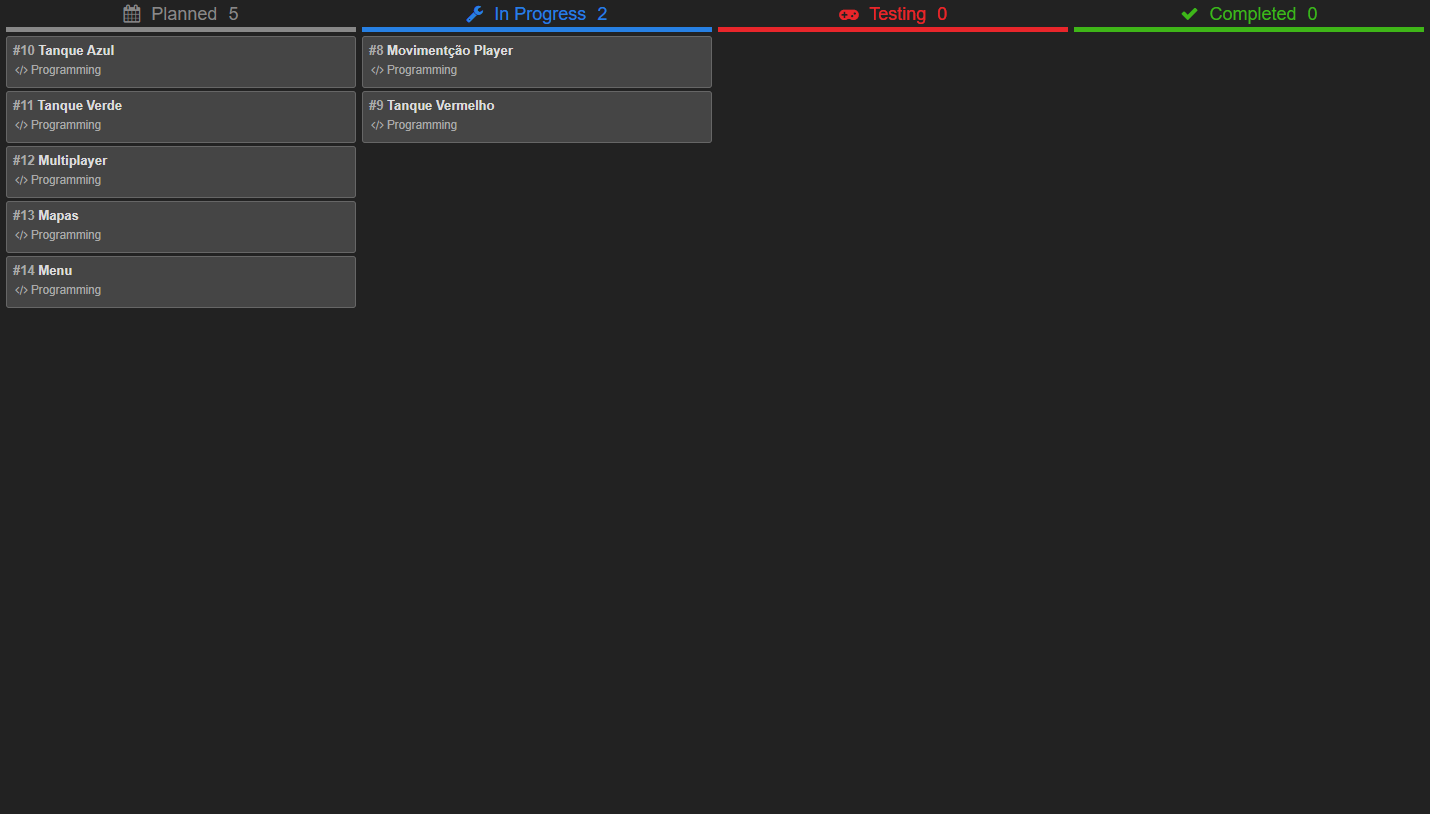 Planned 5
#10 Tanque Azul
Programming
#11 Tanque Verde
Programming
#12 Multiplayer
Programming
#13 Mapas
Programming
#14 Menu
Programming
In Progress 2
#8 Movimentção Player
Programming
#9 Tanque Vermelho
Programming
Testing 0
Completed 0